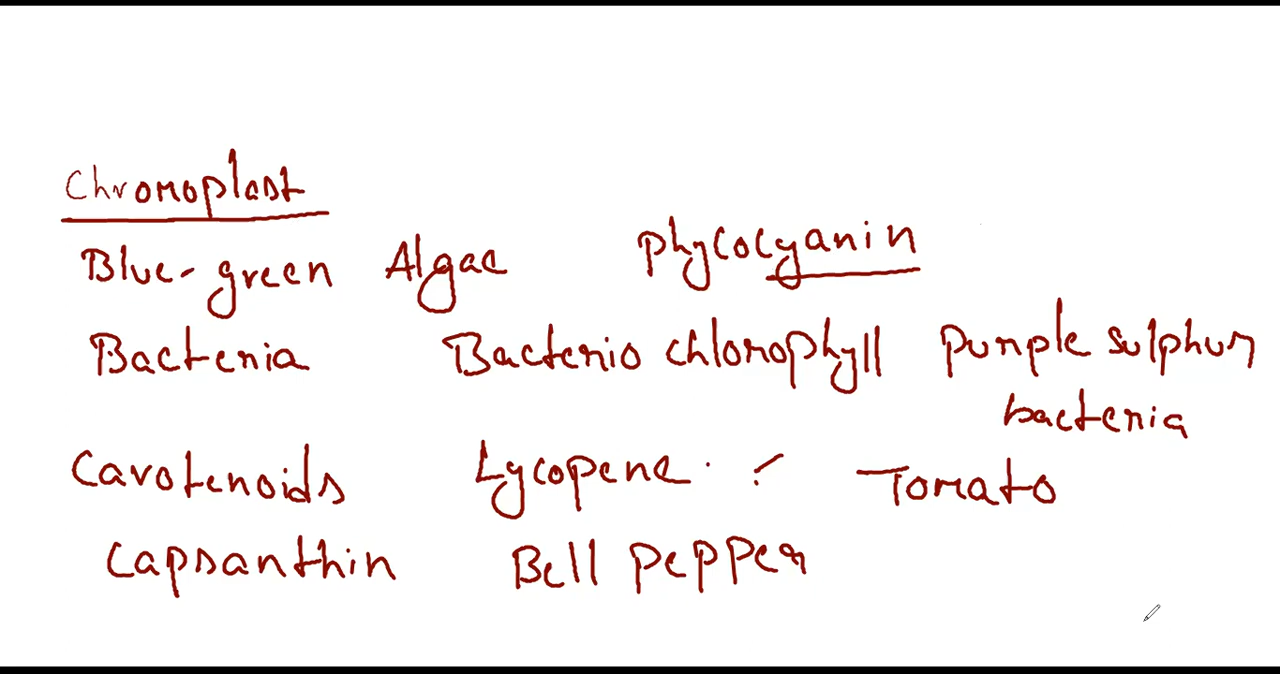 Chromoplast
Blue-green Algae Phycocyanin
Bacteria Bacterio chlorophyll Purple sulphur
bacteria
Carotenoids Lycopene Tomato
Capsanthin Bell Pepper